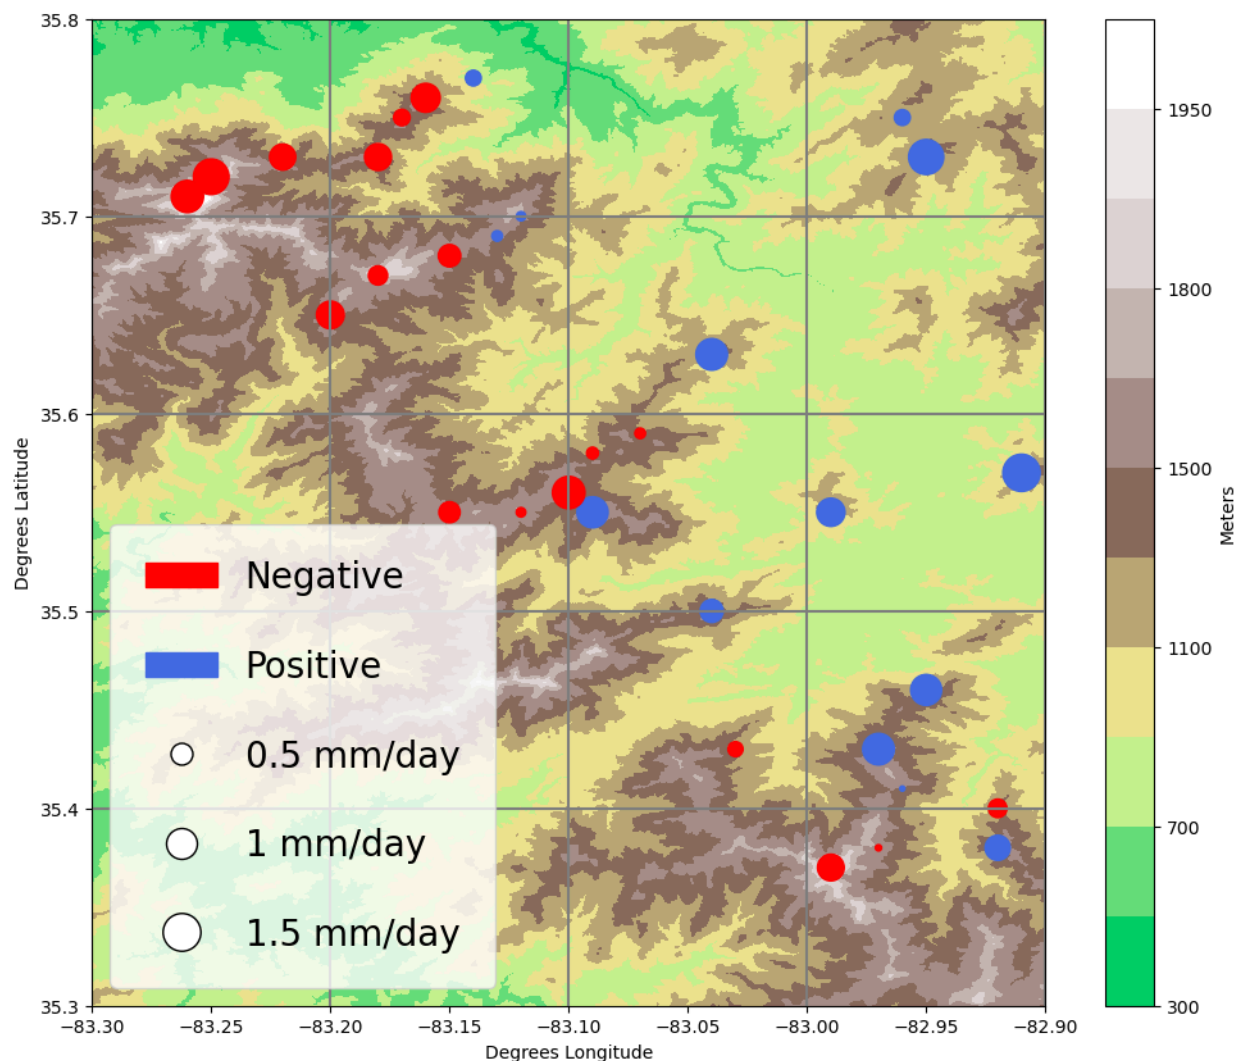 35.8
35.7
35.6
35.5
35.4
35.3
Degrees Latitude
Negative
Positive
0.5 mm/day
1 mm/day
1.5 mm/day
−83.30
−83.25
−83.20
−83.15
−83.10
−83.05
−83.00
−82.95
−82.90
Degrees Longitude
1950
1800
1500
1100
700
300
Meters